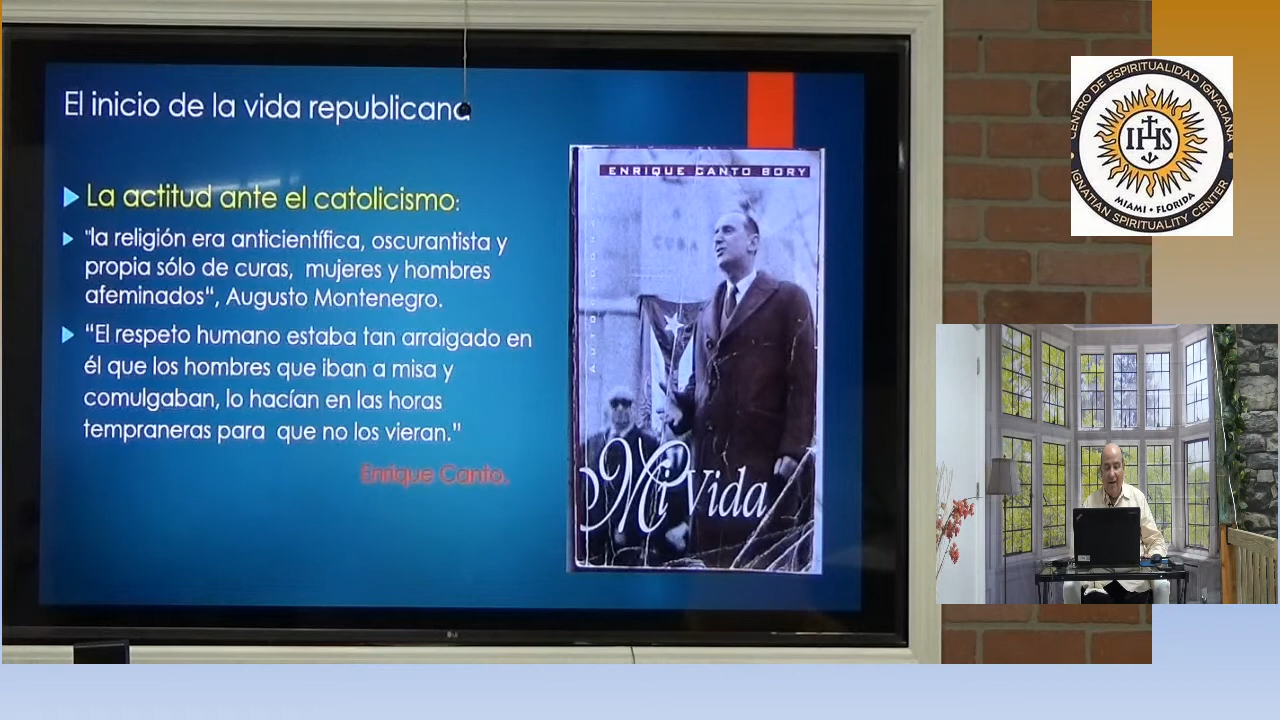 El inicio de la vida republicana
La actitud ante el catolicismo:
"la religión era anticientífica, oscurantista y
propia sólo de curas, mujeres y hombres
afeminados“, Augusto Montenegro.
“El respeto humano estaba tan arraigado en
él que los hombres que iban a misa y
comulgaban, lo hacían en las horas
tempraneras para que no los vieran.”
Enrique Canto.
ENRIQUE CANTO BORY
CUBA
Mi Vida
LG
CENTRO DE ESPIRITUALIDAD IGNACIANA
IHS
MIAMI • FLORIDA
IGNATIAN SPIRITUALITY CENTER